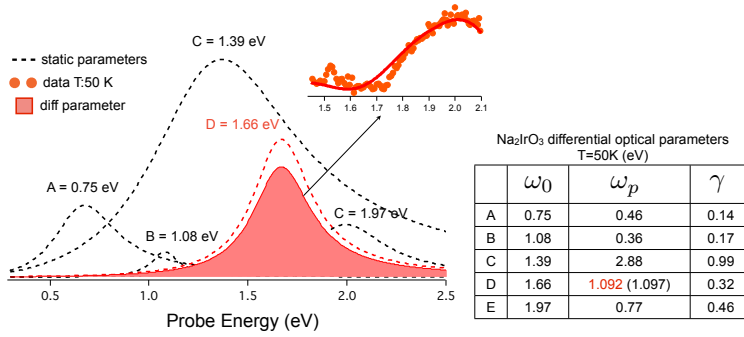 static parameters
data T:50 K
diff parameter
C = 1.39 eV
D = 1.66 eV
A = 0.75 eV
B = 1.08 eV
C = 1.97 eV
1.5 1.6 1.7 1.8 1.9 2.0 2.1
0.5 1.0 1.5 2.0 2.5
Probe Energy (eV)
Na₂IrO₃ differential optical parameters
T=50K (eV)
ω₀ ωₚ γ
A 0.75 0.46 0.14
B 1.08 0.36 0.17
C 1.39 2.88 0.99
D 1.66 1.092 (1.097) 0.32
E 1.97 0.77 0.46